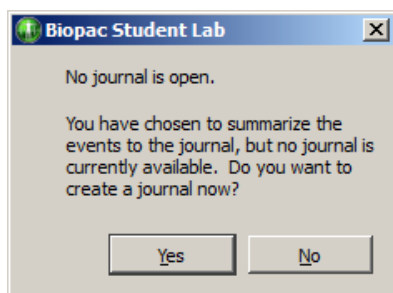 Biopac Student Lab
No journal is open.
You have chosen to summarize the
events to the journal, but no journal is
currently available.  Do you want to
create a journal now?
Yes
No